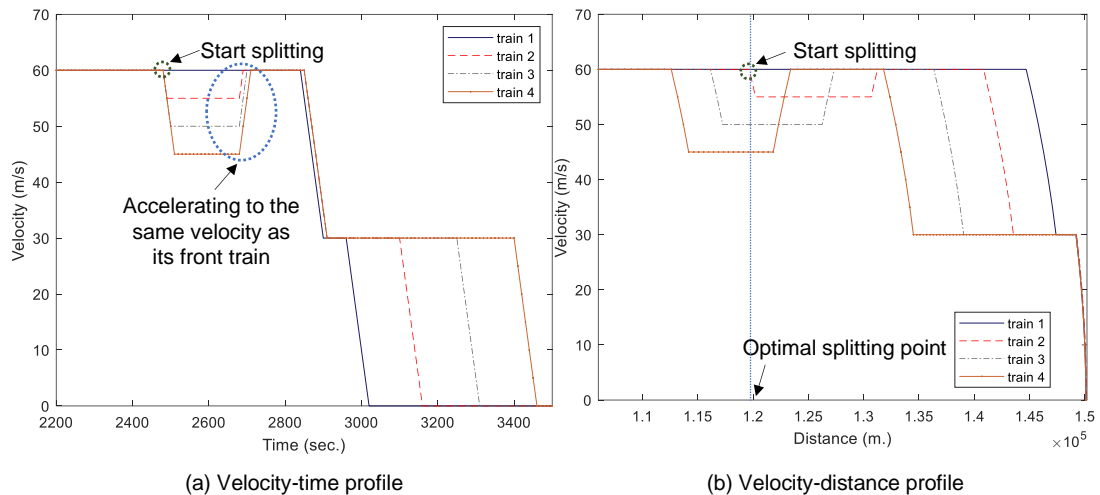 70
60
50
40
30
20
10
0
Velocity (m/s)
2200
2400
2600
2800
3000
3200
3400
Time (sec.)
Start splitting
Accelerating to the
same velocity as
its front train
train 1
train 2
train 3
train 4
(a) Velocity-time profile
70
60
50
40
30
20
10
0
Velocity (m/s)
1.1
1.15
1.2
1.25
1.3
1.35
1.4
1.45
1.5
×10⁵
Distance (m.)
Start splitting
Optimal splitting point
train 1
train 2
train 3
train 4
(b) Velocity-distance profile